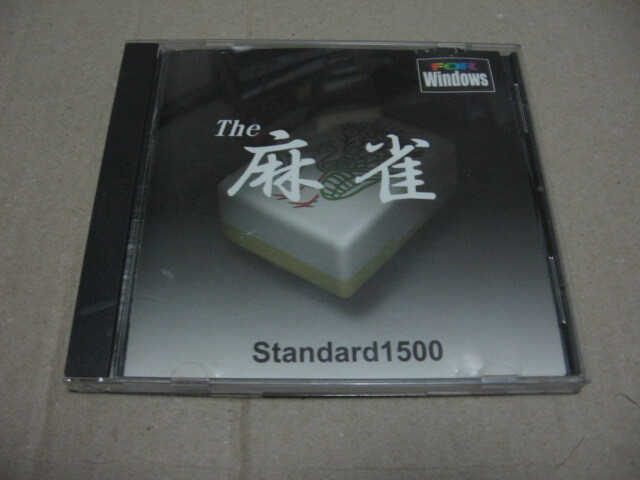 FOR
Windows
The
麻雀
Standard1500